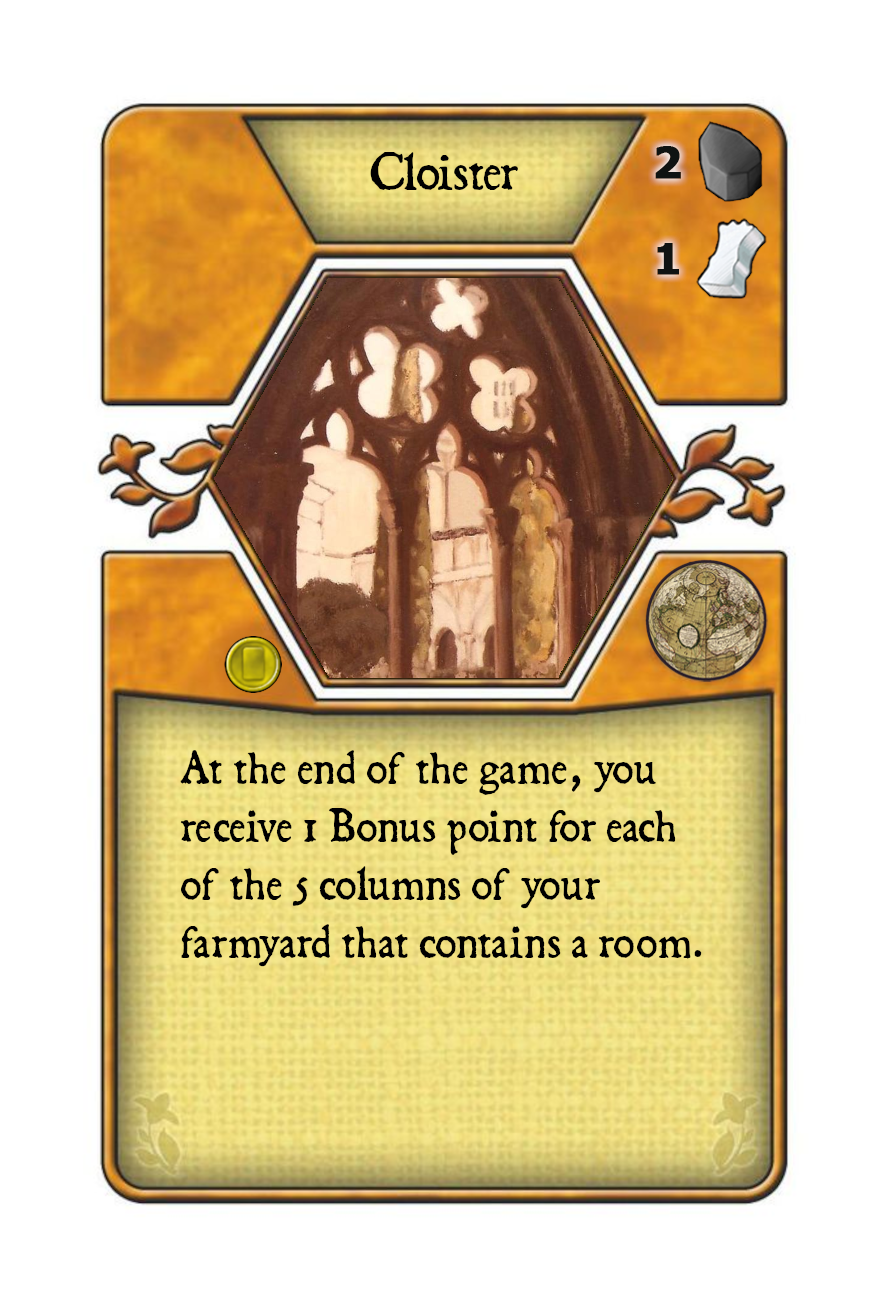 Cloister
2
1
At the end of the game, you
receive 1 Bonus point for each
of the 5 columns of your
farmyard that contains a room.